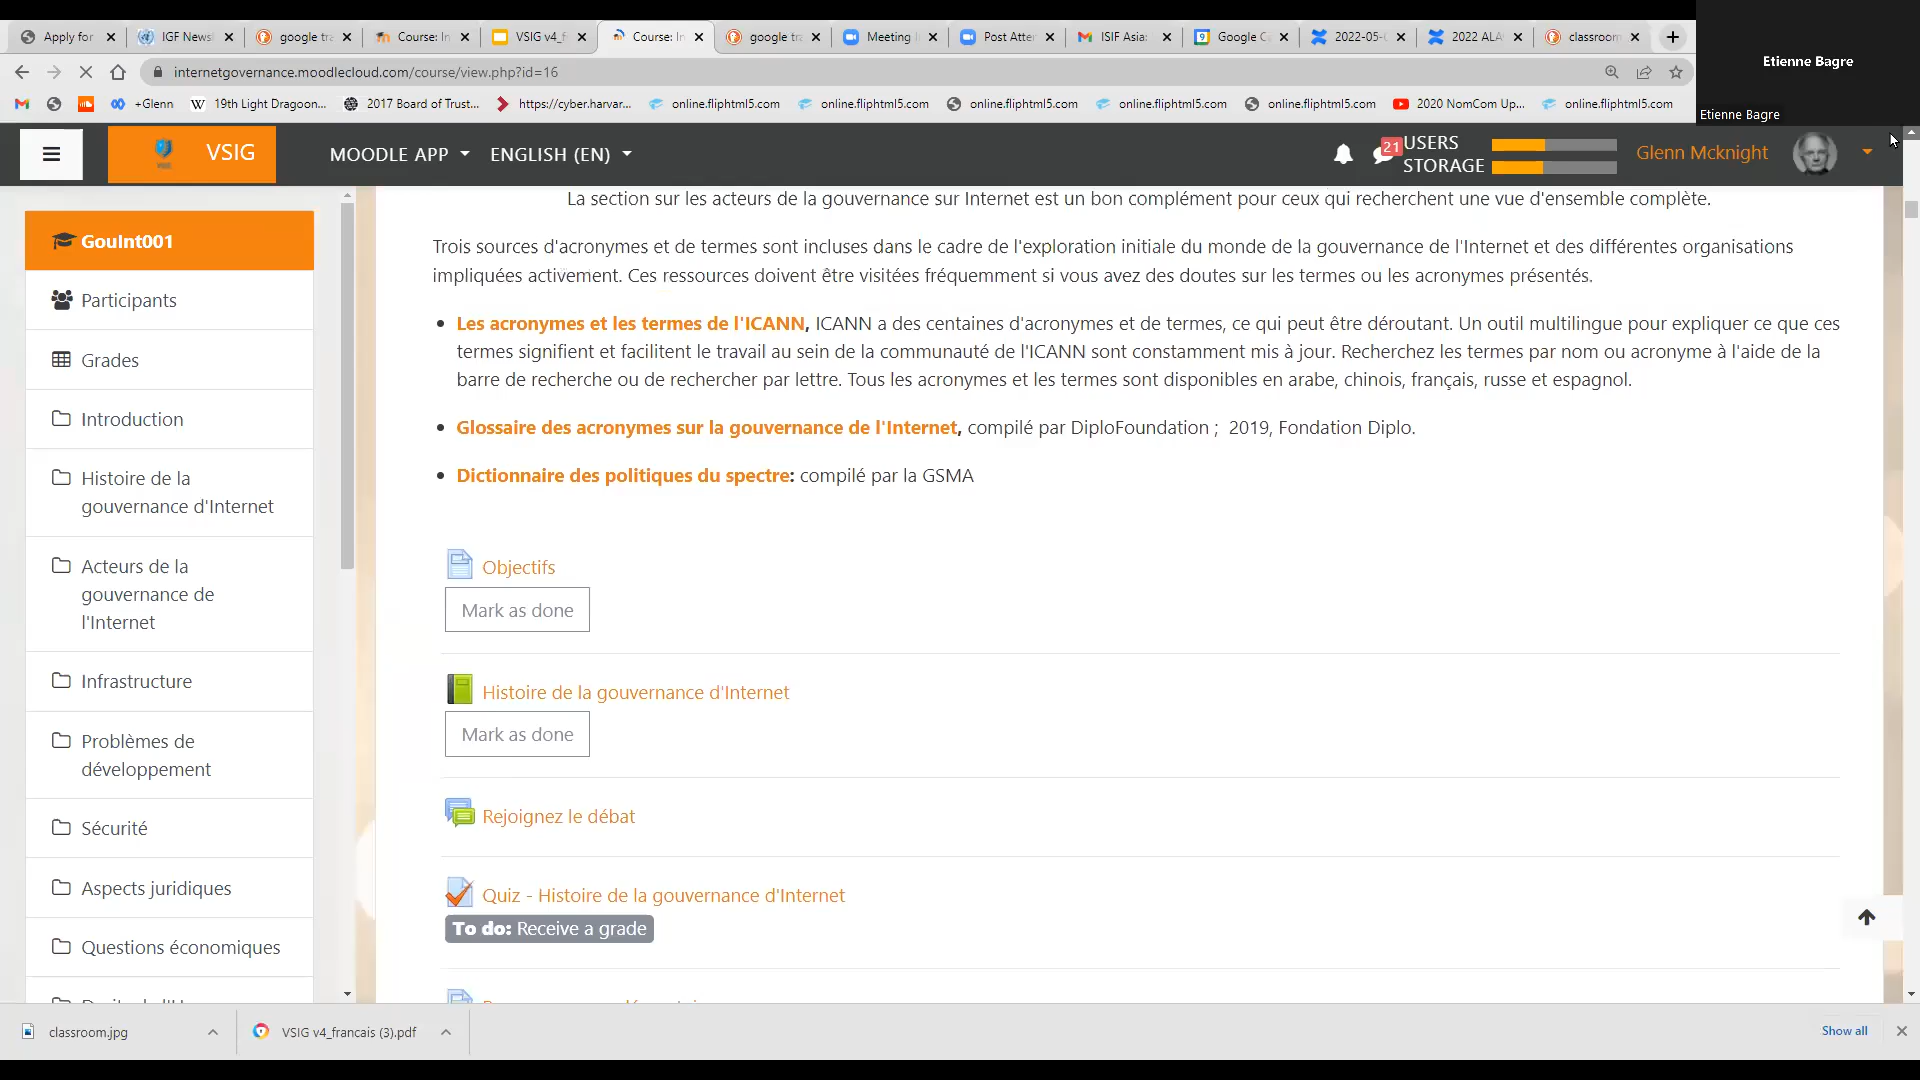 Apply for
IGF News
google tra
Course: In
VSIG v4_f
Course: In
google tra
Meeting
Post Atte
ISIF Asia:
Google C
2022-05-
2022 ALA
classroom
Etienne Bagre
internetgovernance.moodlecloud.com/course/view.php?id=16
+Glenn
19th Light Dragoon...
2017 Board of Trust...
https://cyber.harvar...
online.fliphtml5.com
online.fliphtml5.com
online.fliphtml5.com
online.fliphtml5.com
online.fliphtml5.com
2020 NomCom Up...
online.fliphtml5.com
Etienne Bagre
VSIG
MOODLE APP
ENGLISH (EN)
21
USERS
STORAGE
Glenn Mcknight
GouInt001
Participants
Grades
Introduction
Histoire de la
gouvernance d'Internet
Acteurs de la
gouvernance de
l'Internet
Infrastructure
Problèmes de
développement
Sécurité
Aspects juridiques
Questions économiques
La section sur les acteurs de la gouvernance sur Internet est un bon complément pour ceux qui recherchent une vue d'ensemble complète.
Trois sources d'acronymes et de termes sont incluses dans le cadre de l'exploration initiale du monde de la gouvernance de l'Internet et des différentes organisations
impliquées activement. Ces ressources doivent être visitées fréquemment si vous avez des doutes sur les termes ou les acronymes présentés.
Les acronymes et les termes de l'ICANN, ICANN a des centaines d'acronymes et de termes, ce qui peut être déroutant. Un outil multilingue pour expliquer ce que ces
termes signifient et facilitent le travail au sein de la communauté de l'ICANN sont constamment mis à jour. Recherchez les termes par nom ou acronyme à l'aide de la
barre de recherche ou de rechercher par lettre. Tous les acronymes et les termes sont disponibles en arabe, chinois, français, russe et espagnol.
Glossaire des acronymes sur la gouvernance de l'Internet, compilé par DiploFoundation ; 2019, Fondation Diplo.
Dictionnaire des politiques du spectre: compilé par la GSMA
Objectifs
Mark as done
Histoire de la gouvernance d'Internet
Mark as done
Rejoignez le débat
Quiz - Histoire de la gouvernance d'Internet
To do: Receive a grade
classroom.jpg
VSIG v4_francais (3).pdf
Show all